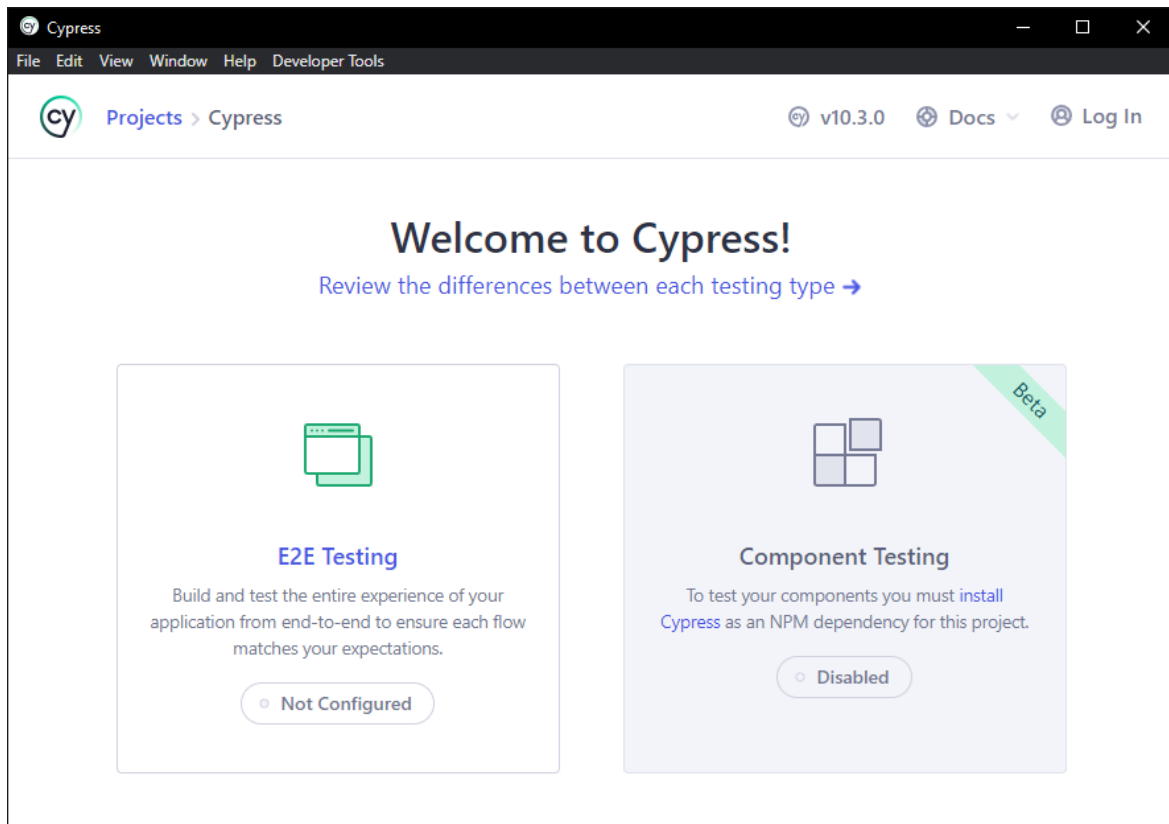 Cypress
File Edit View Window Help Developer Tools
cy Projects > Cypress cy v10.3.0 Docs Log In
Welcome to Cypress!
Review the differences between each testing type →
Beta
E2E Testing
Build and test the entire experience of your
application from end-to-end to ensure each flow
matches your expectations.
Not Configured
Component Testing
To test your components you must install
Cypress as an NPM dependency for this project.
Disabled